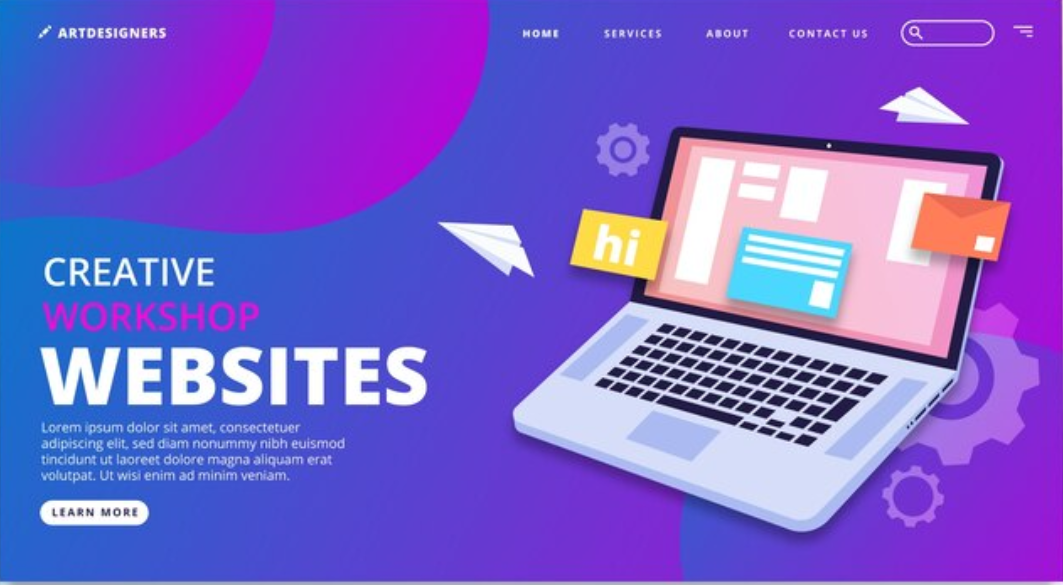 ARTDESIGNERS
HOME SERVICES ABOUT CONTACT US
hi
CREATIVE
WORKSHOP
WEBSITES
Lorem ipsum dolor sit amet, consectetuer
adipiscing elit, sed diam nonummy nibh euismod
tincidunt ut laoreet dolore magna aliquam erat
volutpat. Ut wisi enim ad minim veniam.
LEARN MORE